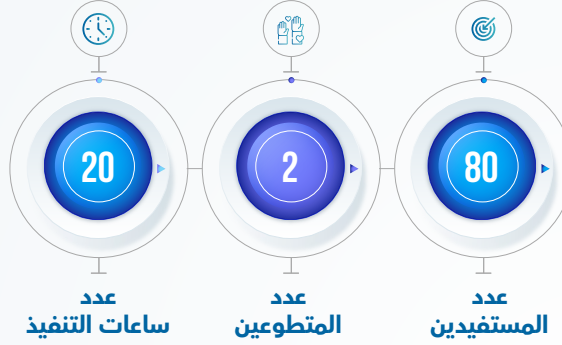 80
2
20
عدد
المستفيدين
عدد
المتطوعين
عدد
ساعات التنفيذ